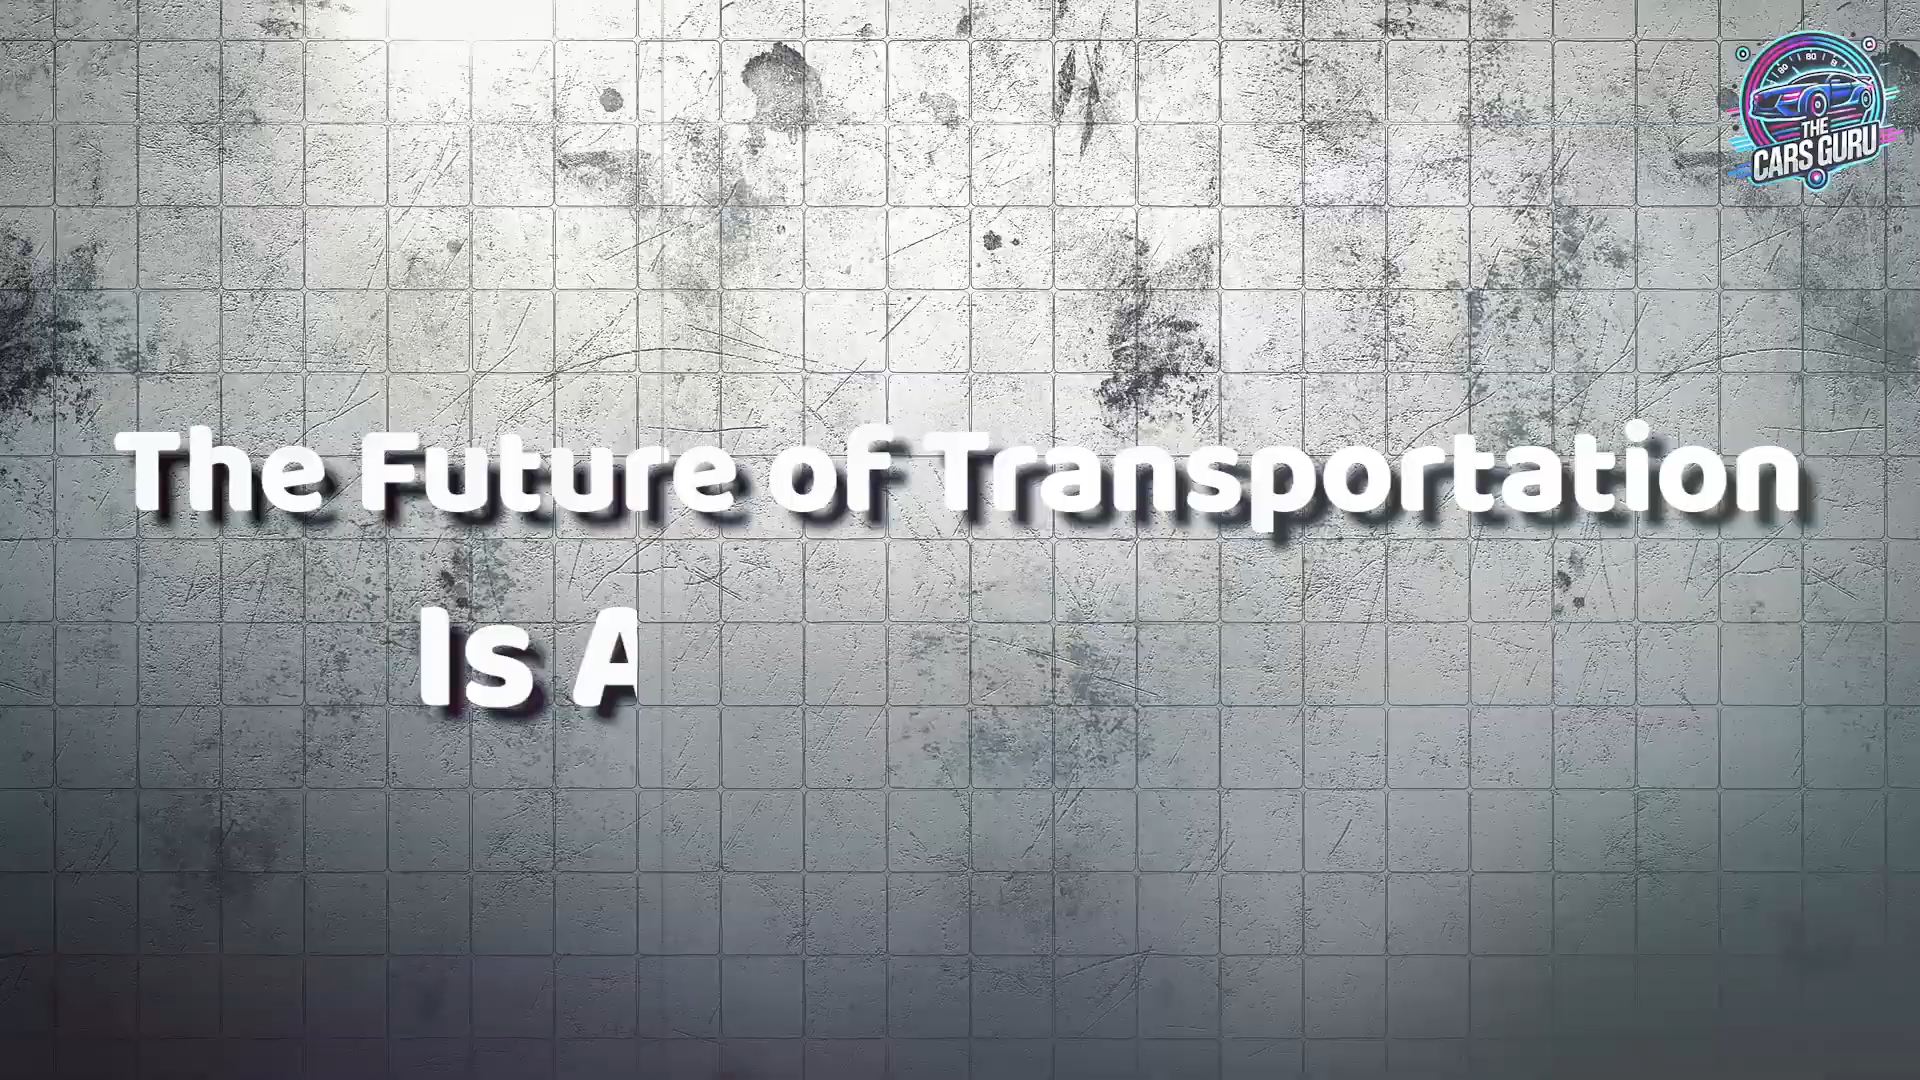 The Future of Transportation
Is A
THE
CARS GURU